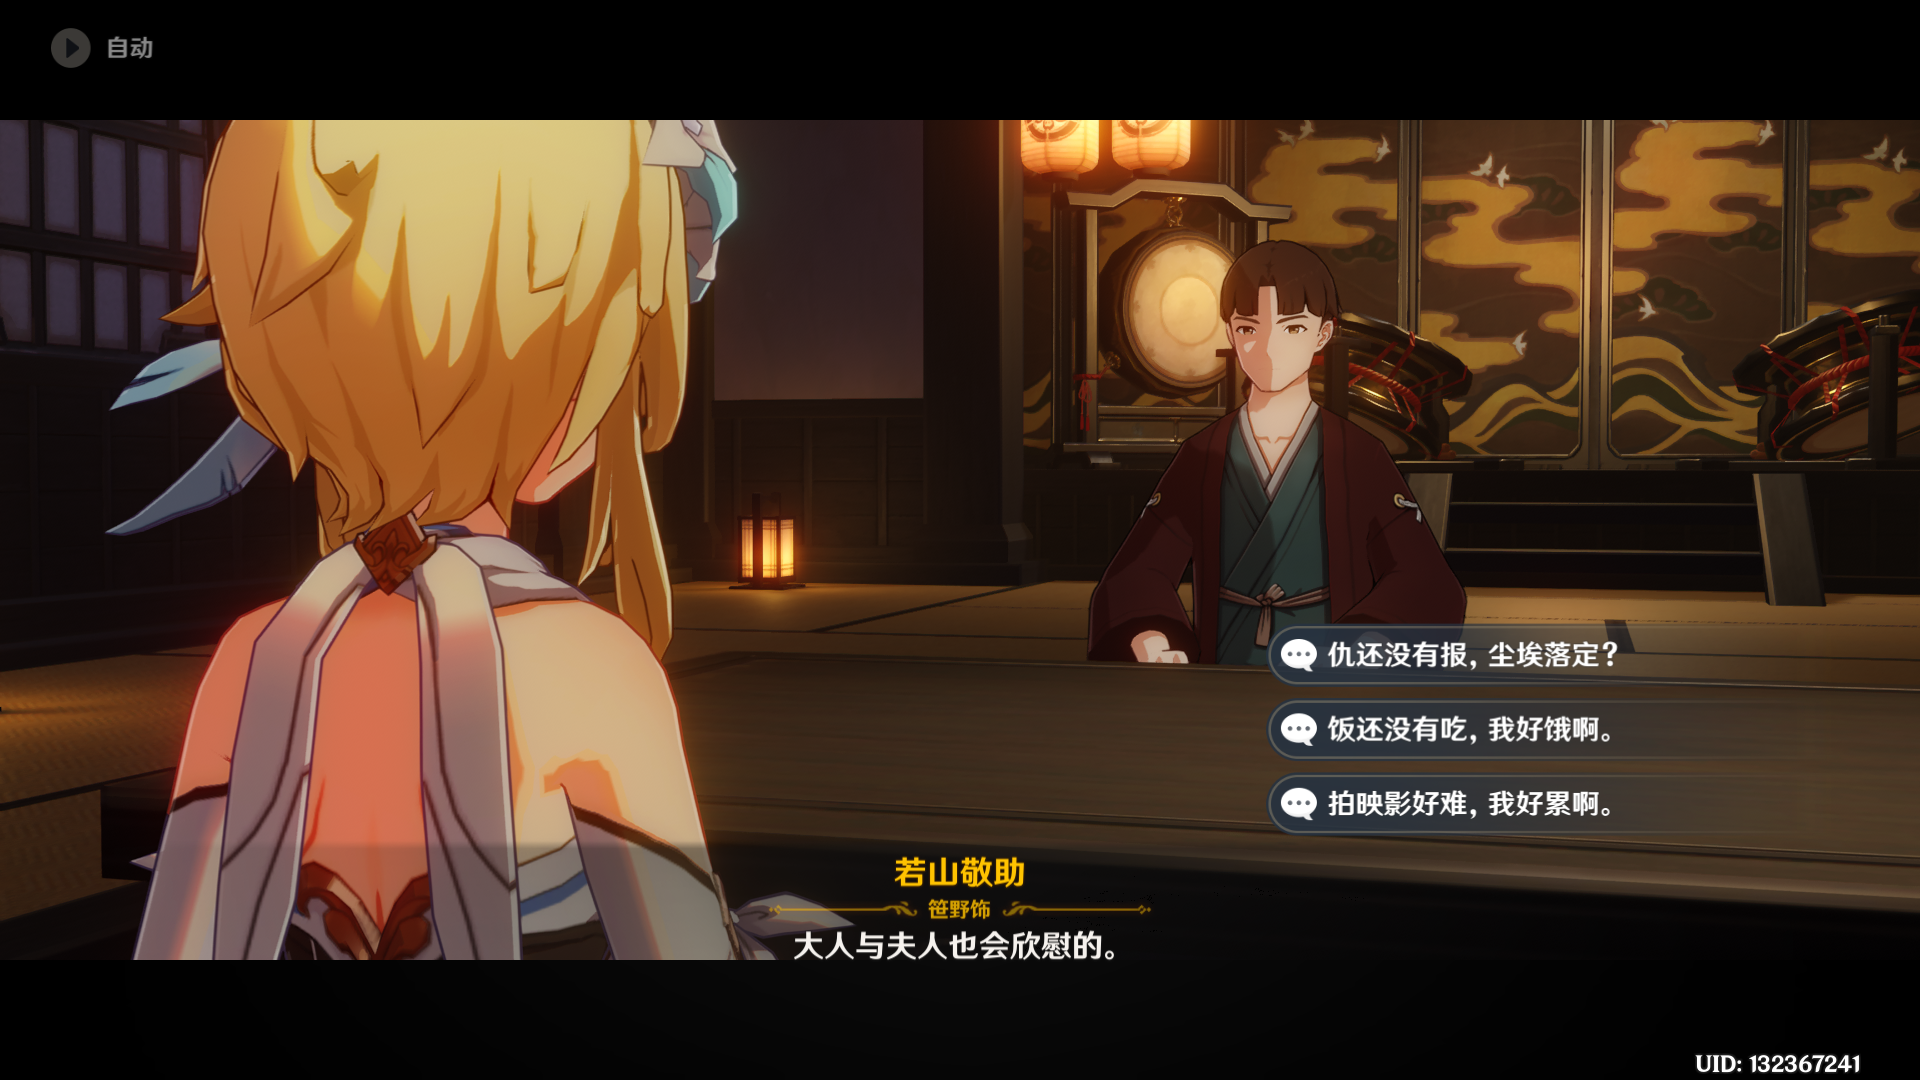 自动
仇还没有报，尘埃落定？
饭还没有吃，我好饿啊。
拍映影好难，我好累啊。
若山敬助
笹野饰
大人与夫人也会欣慰的。
UID: 132367241